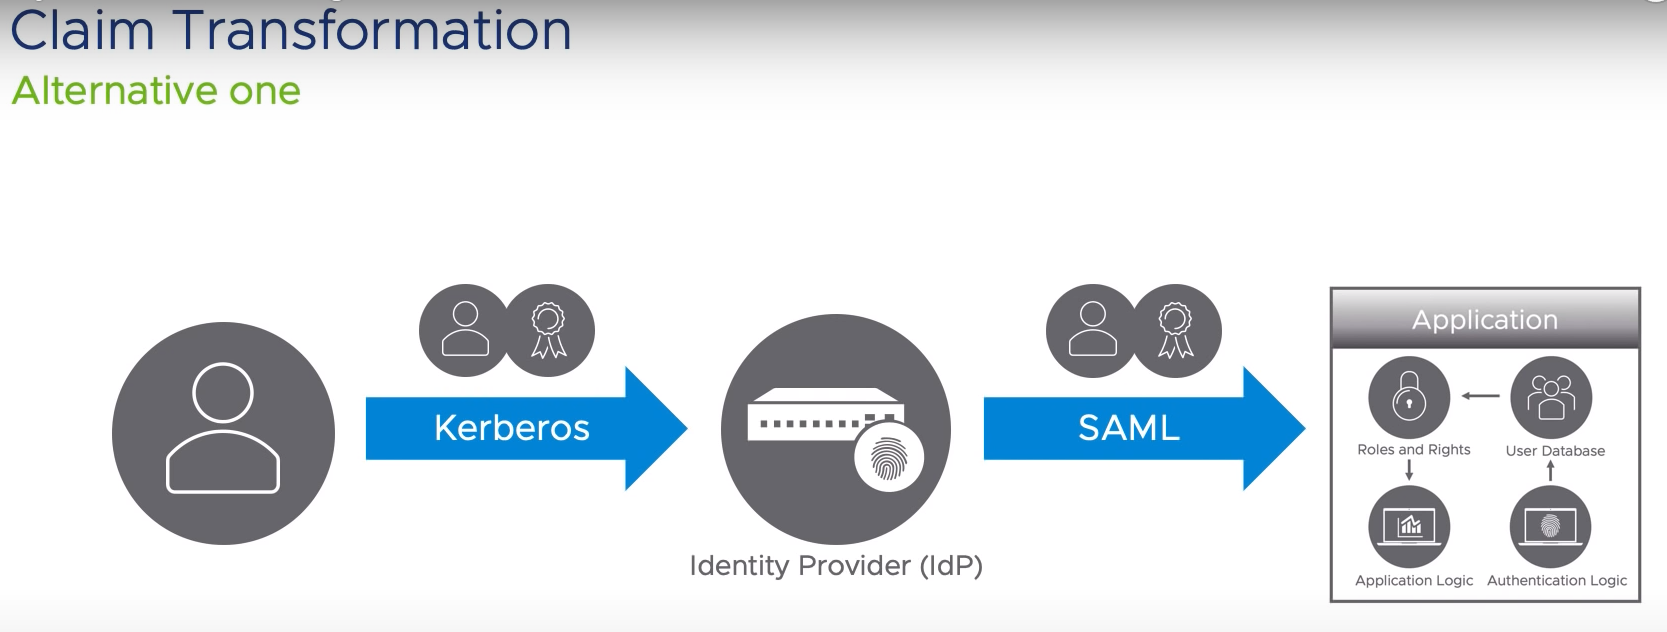 Claim Transformation
Alternative one
Kerberos
Identity Provider (IdP)
SAML
Application
Roles and Rights
User Database
Application Logic
Authentication Logic